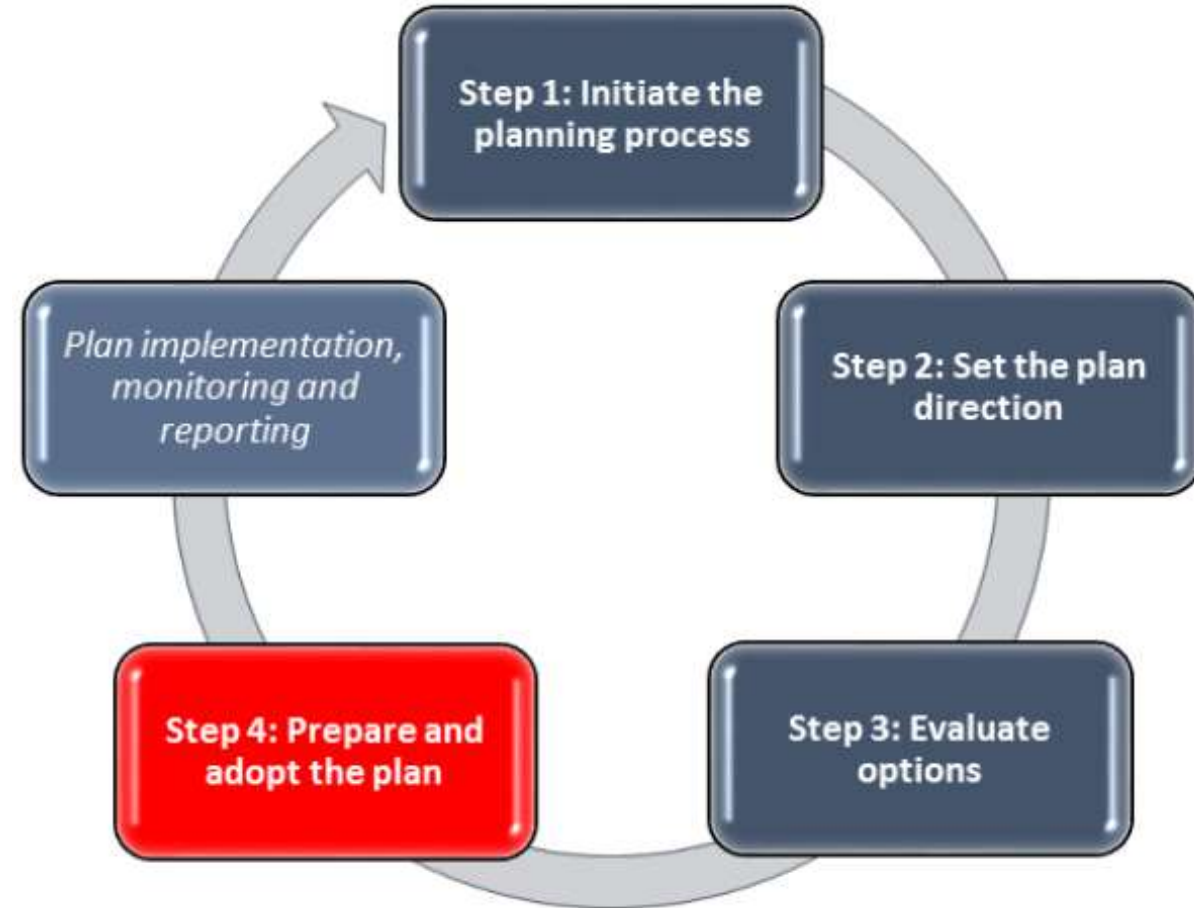 Step 1: Initiate the
planning process
Step 2: Set the plan
direction
Step 3: Evaluate
options
Step 4: Prepare and
adopt the plan
Plan implementation,
monitoring and
reporting